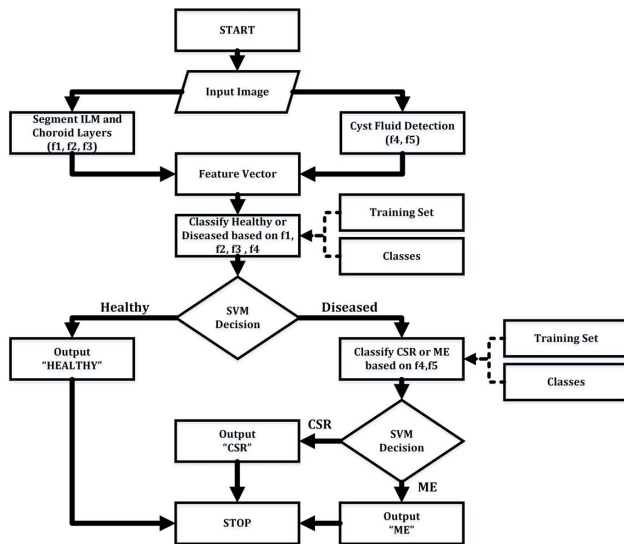 START
Input Image
Segment ILM and
Choroid Layers
(f1, f2, f3)
Cyst Fluid Detection
(f4, f5)
Feature Vector
Classify Healthy or
Diseased based on f1,
f2, f3 , f4
Training Set
Classes
Healthy
SVM
Decision
Diseased
Output
“HEALTHY”
Classify CSR or ME
based on f4,f5
Training Set
Classes
Output
“CSR”
CSR
SVM
Decision
ME
STOP
Output
“ME”